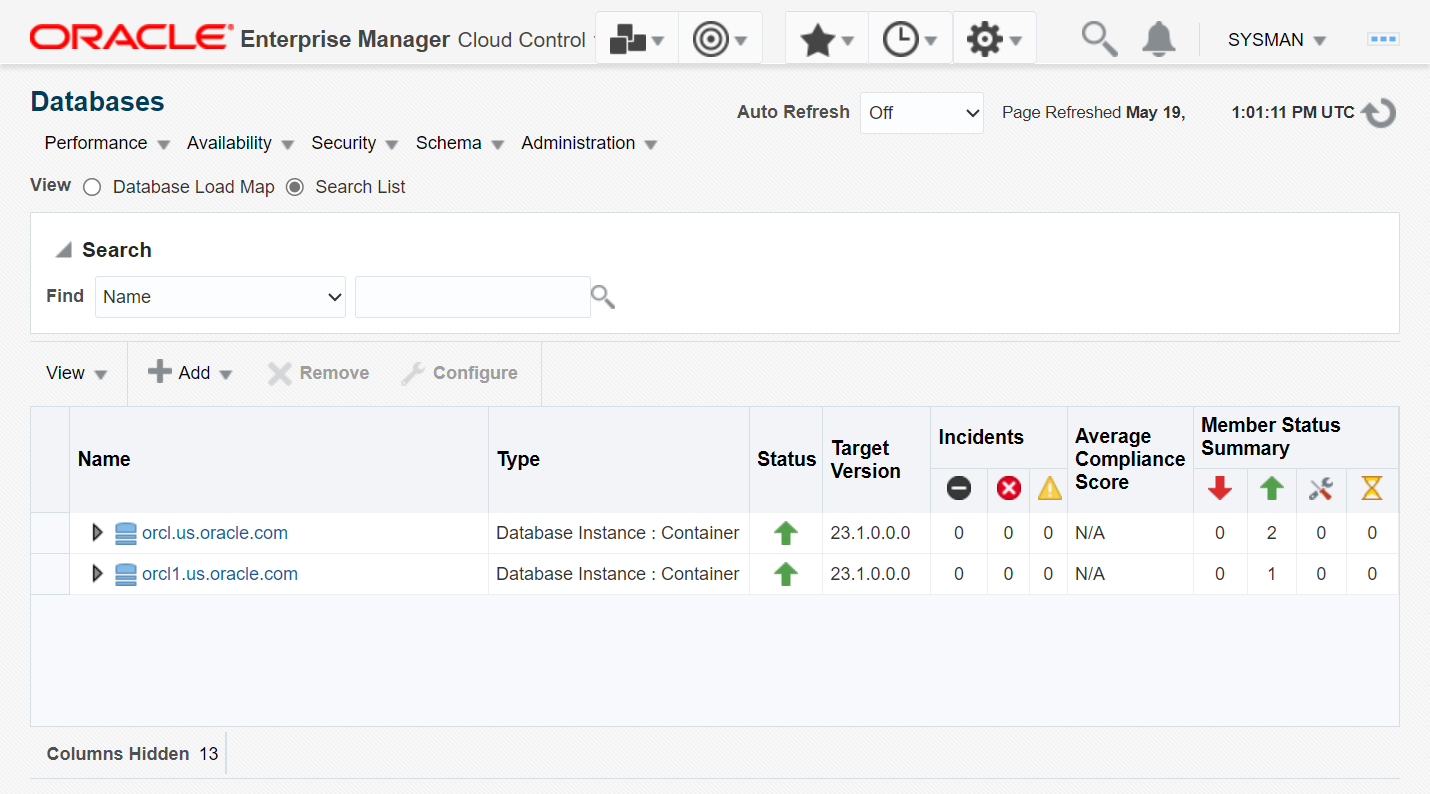 ORACLE® Enterprise Manager Cloud Control SYSMAN
Databases
Auto Refresh Off Page Refreshed May 19, 1:01:11 PM UTC
Performance Availability Security Schema Administration
View Database Load Map Search List
Search
Find Name
View Add Remove Configure
Name Type Status Target Version Incidents Average Compliance Score Member Status Summary
orcl.us.oracle.com Database Instance : Container 23.1.0.0.0 0 0 0 N/A 0 2 0 0
orcl1.us.oracle.com Database Instance : Container 23.1.0.0.0 0 0 0 N/A 0 1 0 0
Columns Hidden 13